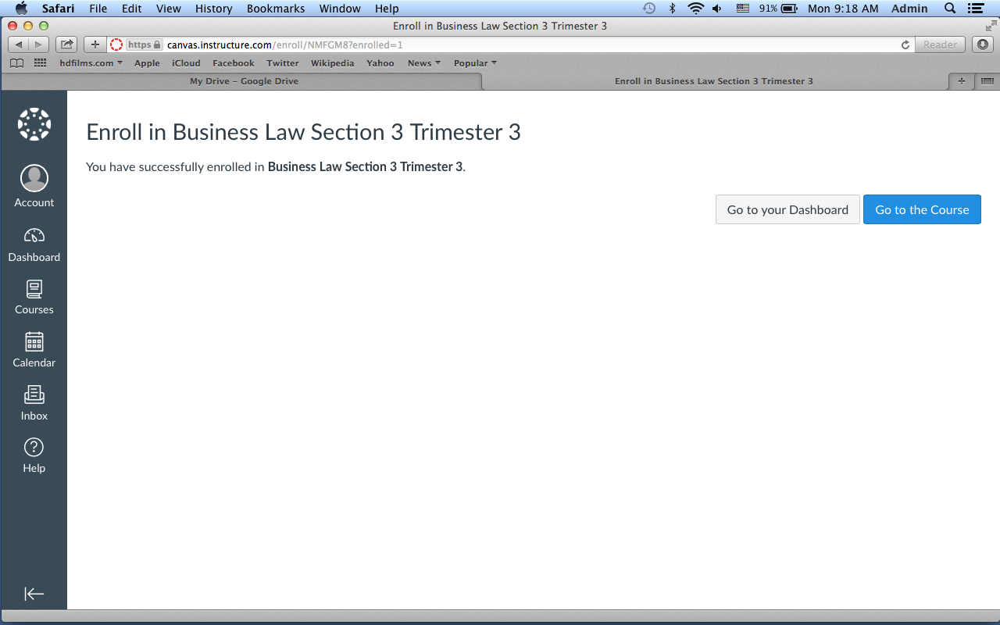 Safari File Edit View History Bookmarks Window Help 91% Mon 9:18 AM Admin
Enroll in Business Law Section 3 Trimester 3
https canvas.instructure.com/enroll/NMFGM8?enrolled=1 Reader
hdfilms.com Apple iCloud Facebook Twitter Wikipedia Yahoo News Popular
My Drive – Google Drive Enroll in Business Law Section 3 Trimester 3
Account
Dashboard
Courses
Calendar
Inbox
Help
Enroll in Business Law Section 3 Trimester 3
You have successfully enrolled in Business Law Section 3 Trimester 3.
Go to your Dashboard Go to the Course